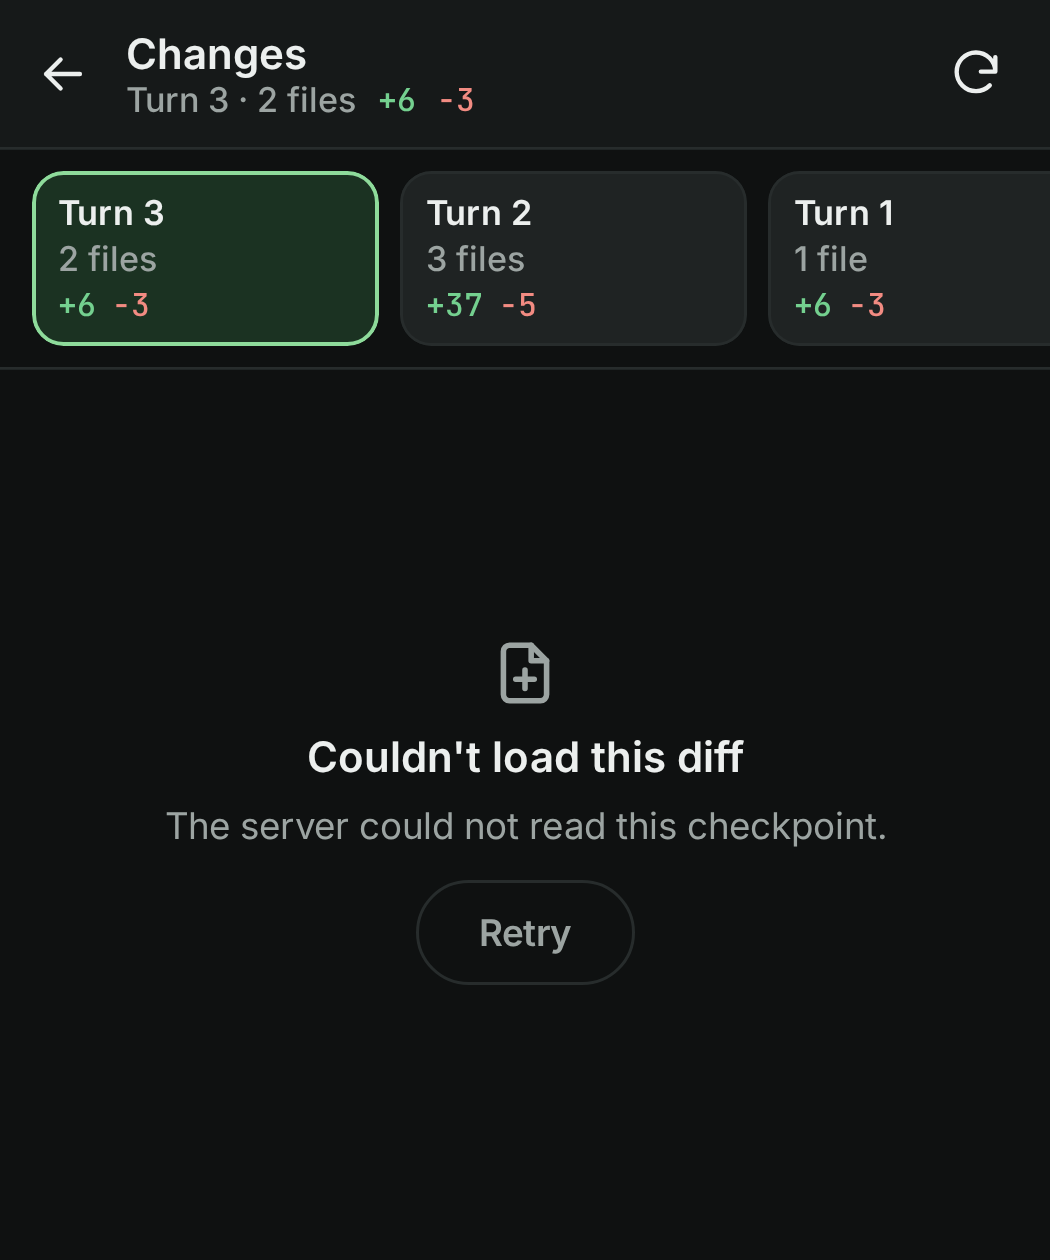 Changes
Turn 3 · 2 files +6 -3
Turn 3
2 files
+6 -3
Turn 2
3 files
+37 -5
Turn 1
1 file
+6 -3
Couldn't load this diff
The server could not read this checkpoint.
Retry